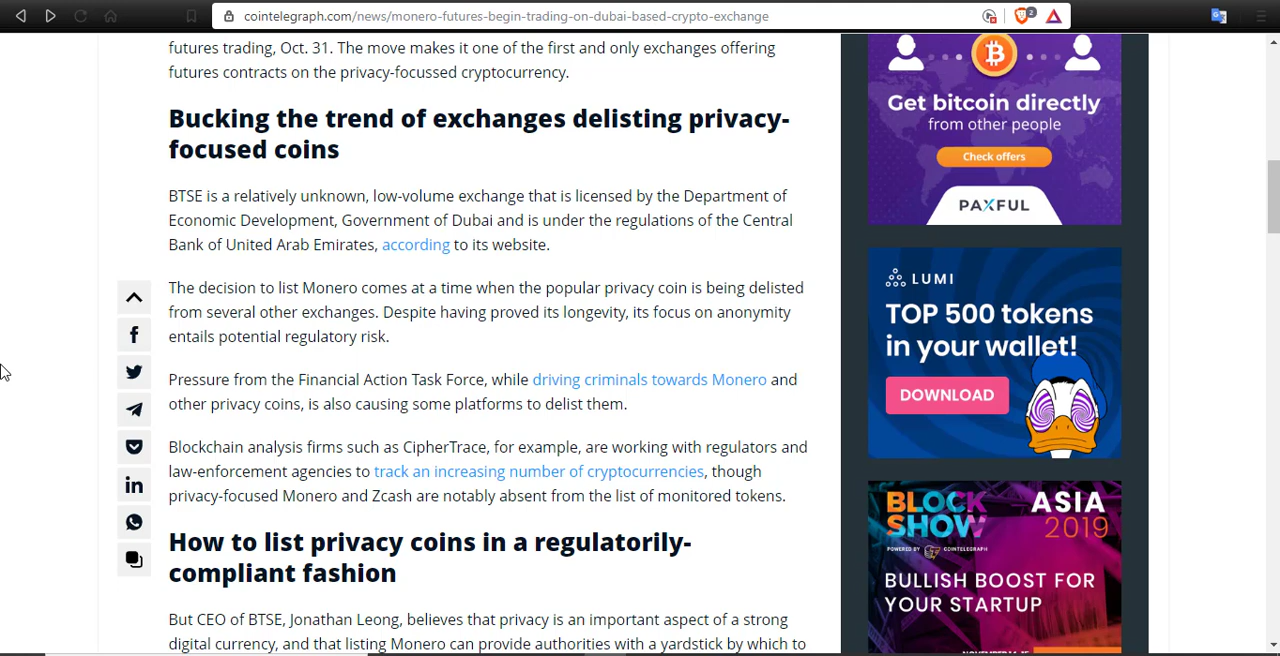 cointelegraph.com/news/monero-futures-begin-trading-on-dubai-based-crypto-exchange
2
futures trading, Oct. 31. The move makes it one of the first and only exchanges offering
futures contracts on the privacy-focussed cryptocurrency.
Bucking the trend of exchanges delisting privacy-
focused coins
BTSE is a relatively unknown, low-volume exchange that is licensed by the Department of
Economic Development, Government of Dubai and is under the regulations of the Central
Bank of United Arab Emirates, according to its website.
The decision to list Monero comes at a time when the popular privacy coin is being delisted
from several other exchanges. Despite having proved its longevity, its focus on anonymity
entails potential regulatory risk.
Pressure from the Financial Action Task Force, while driving criminals towards Monero and
other privacy coins, is also causing some platforms to delist them.
Blockchain analysis firms such as CipherTrace, for example, are working with regulators and
law-enforcement agencies to track an increasing number of cryptocurrencies, though
privacy-focused Monero and Zcash are notably absent from the list of monitored tokens.
How to list privacy coins in a regulatorily-
compliant fashion
But CEO of BTSE, Jonathan Leong, believes that privacy is an important aspect of a strong
digital currency, and that listing Monero can provide authorities with a yardstick by which to
Get bitcoin directly
from other people
Check offers
PAXFUL
LUMI
TOP 500 tokens
in your wallet!
DOWNLOAD
BLOCK
SHOW
ASIA
2019
POWERED BY COINTELEGRAPH
BULLISH BOOST FOR
YOUR STARTUP